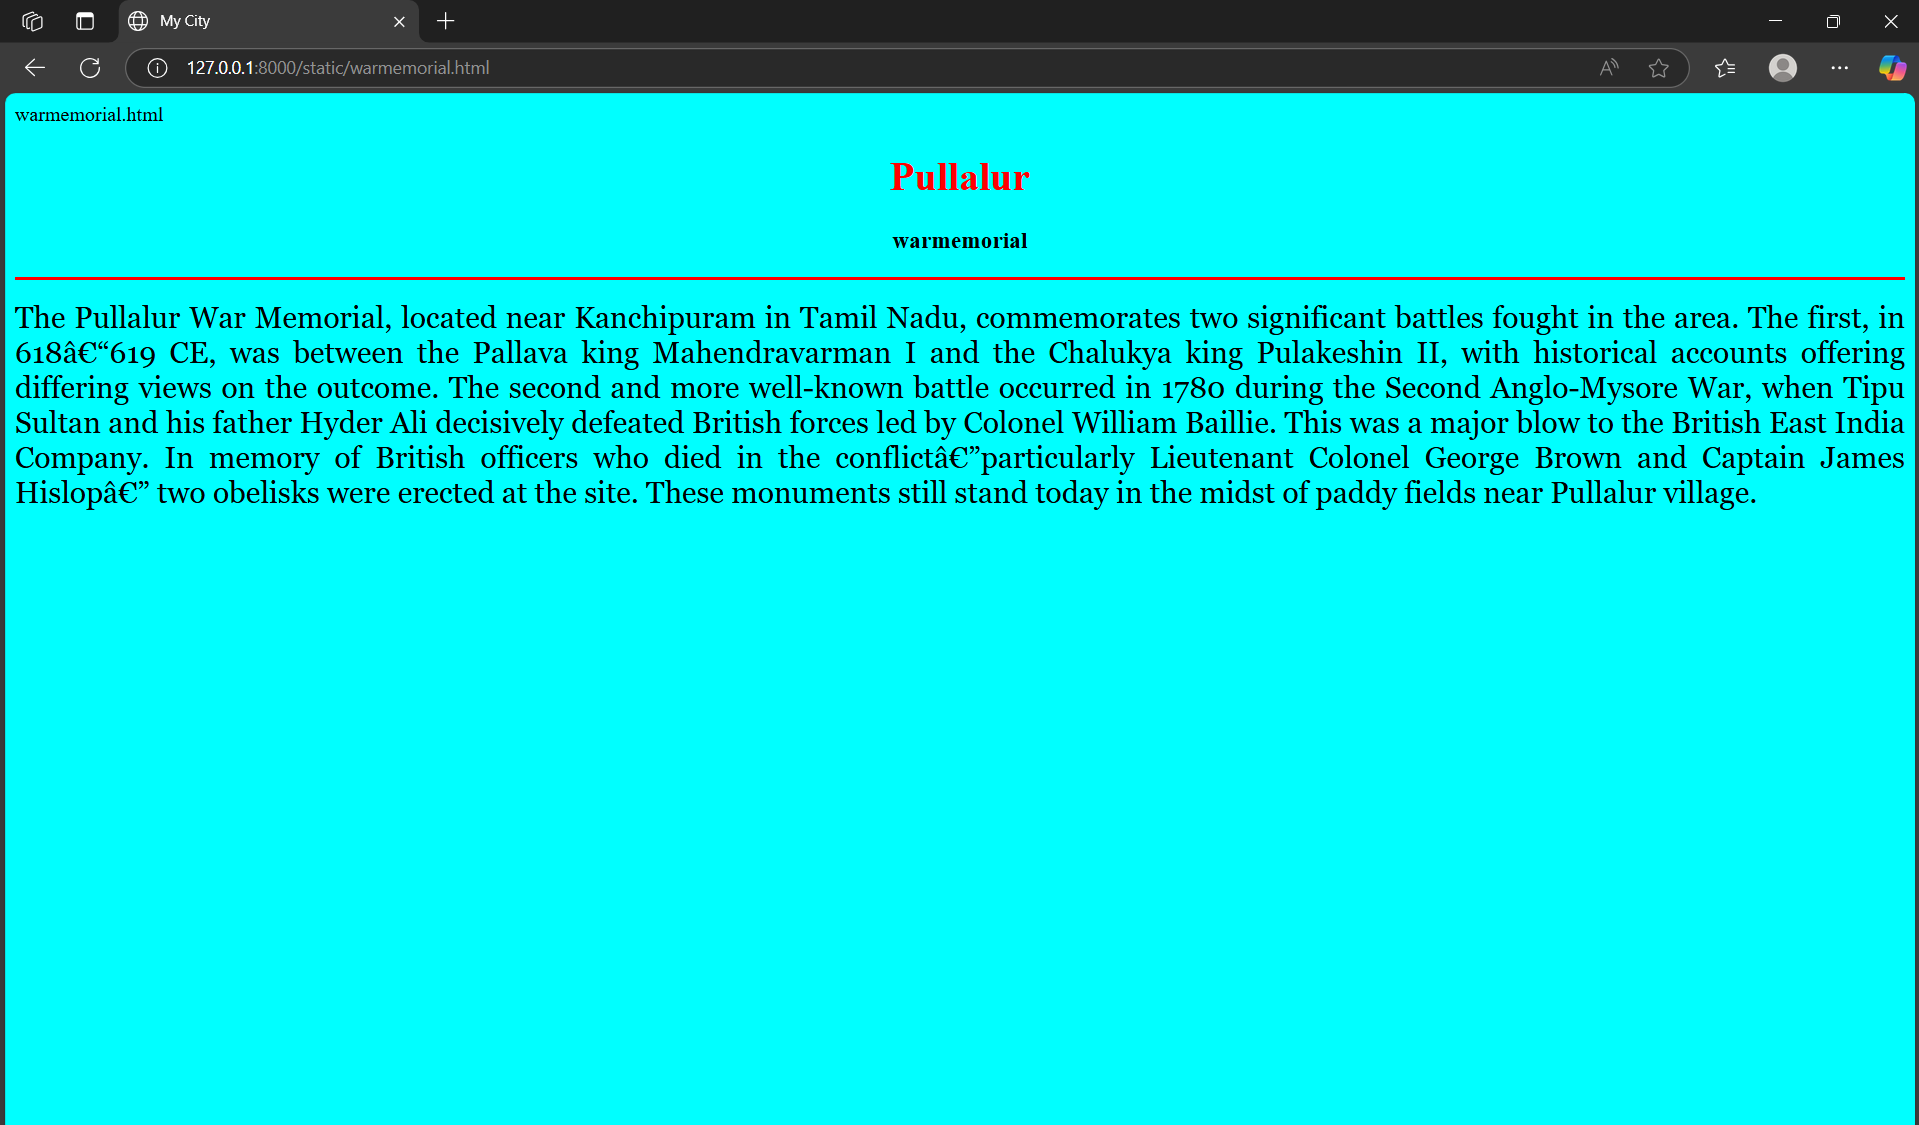 My City
127.0.0.1:8000/static/warmemorial.html
warmemorial.html
Pullalur
warmemorial
The Pullalur War Memorial, located near Kanchipuram in Tamil Nadu, commemorates two significant battles fought in the area. The first, in
618â€“619 CE, was between the Pallava king Mahendravarman I and the Chalukya king Pulakeshin II, with historical accounts offering
differing views on the outcome. The second and more well-known battle occurred in 1780 during the Second Anglo-Mysore War, when Tipu
Sultan and his father Hyder Ali decisively defeated British forces led by Colonel William Baillie. This was a major blow to the British East India
Company. In memory of British officers who died in the conflictâ€”particularly Lieutenant Colonel George Brown and Captain James
Hislopâ€” two obelisks were erected at the site. These monuments still stand today in the midst of paddy fields near Pullalur village.